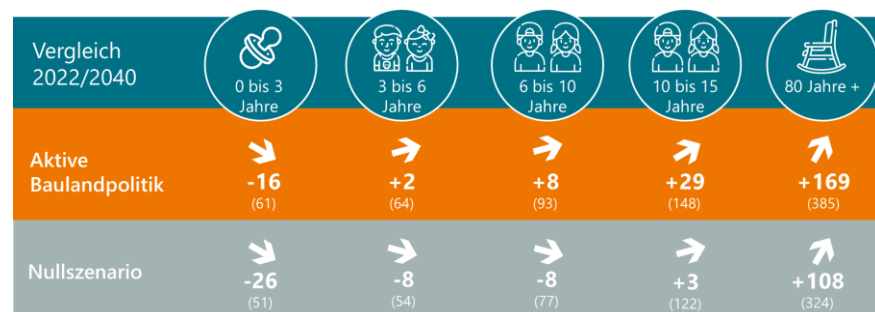 Vergleich
2022/2040
0 bis 3
Jahre
3 bis 6
Jahre
6 bis 10
Jahre
10 bis 15
Jahre
80 Jahre +
Aktive
Baulandpolitik
-16
(61)
+2
(64)
+8
(93)
+29
(148)
+169
(385)
Nullszenario
-26
(51)
-8
(54)
-8
(77)
+3
(122)
+108
(324)